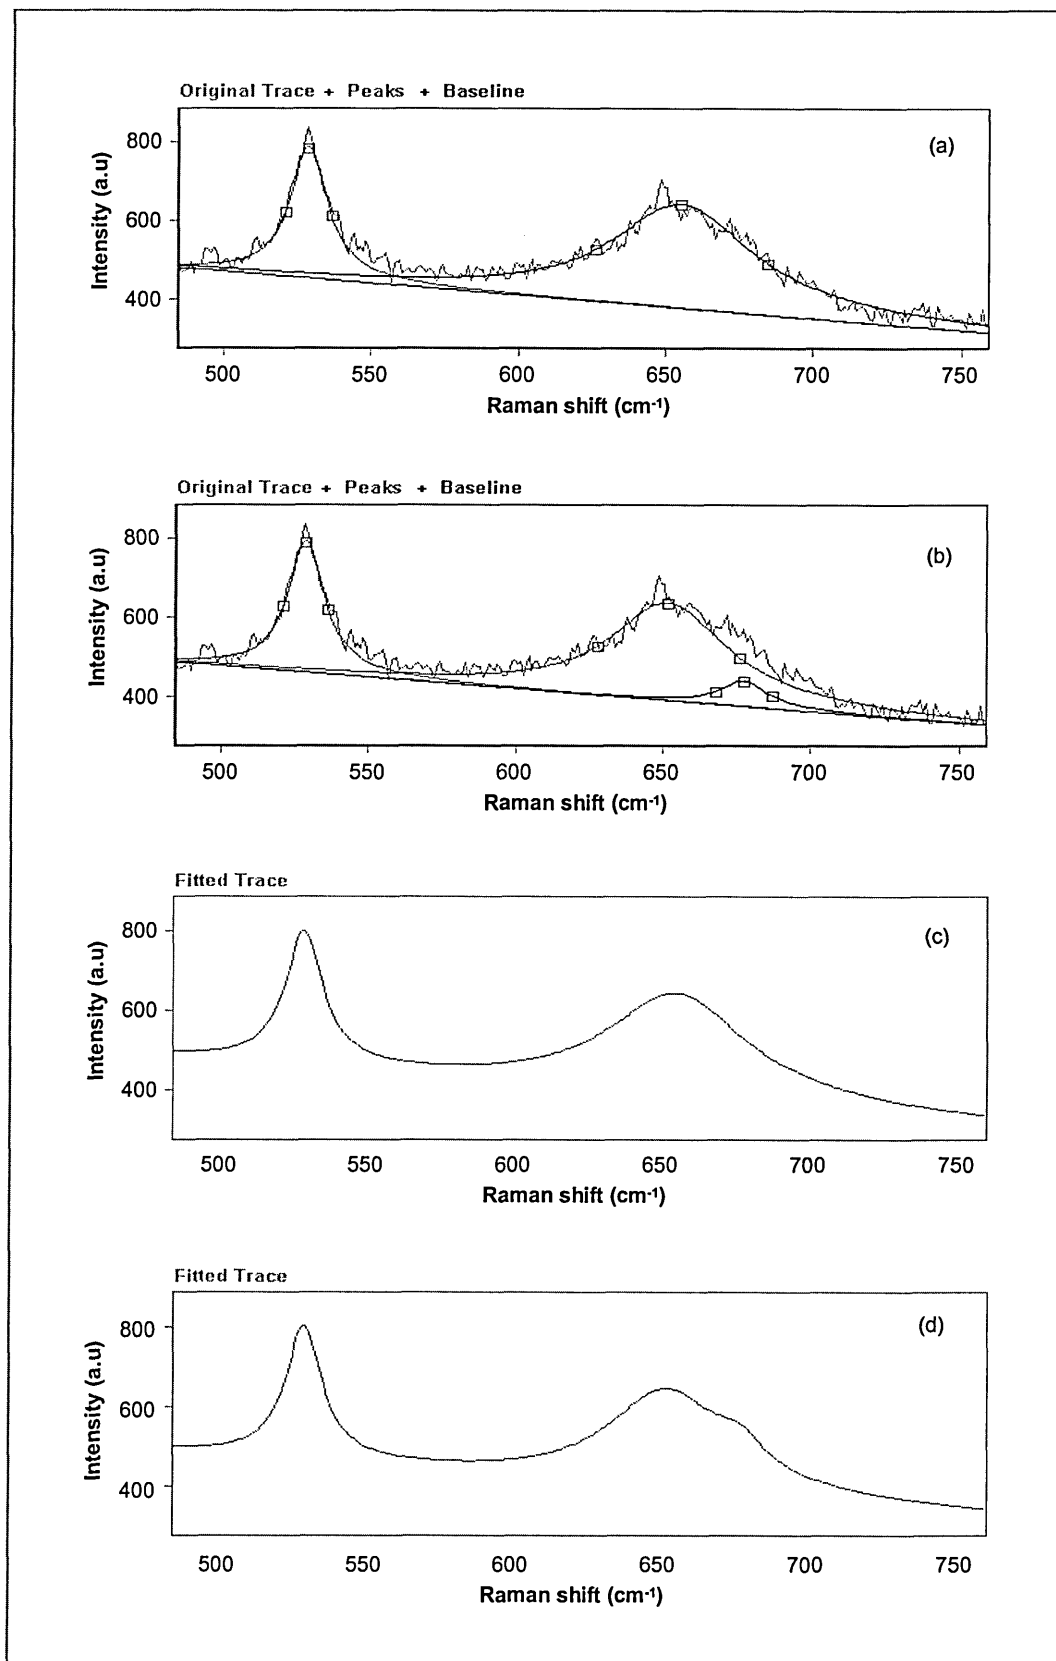 Original Trace + Peaks + Baseline
(a)
Intensity (a.u)
800
600
400
500 550 600 650 700 750
Raman shift (cm-1)
Original Trace + Peaks + Baseline
(b)
Intensity (a.u)
800
600
400
500 550 600 650 700 750
Raman shift (cm-1)
Fitted Trace
(c)
Intensity (a.u)
800
600
400
500 550 600 650 700 750
Raman shift (cm-1)
Fitted Trace
(d)
Intensity (a.u)
800
600
400
500 550 600 650 700 750
Raman shift (cm-1)